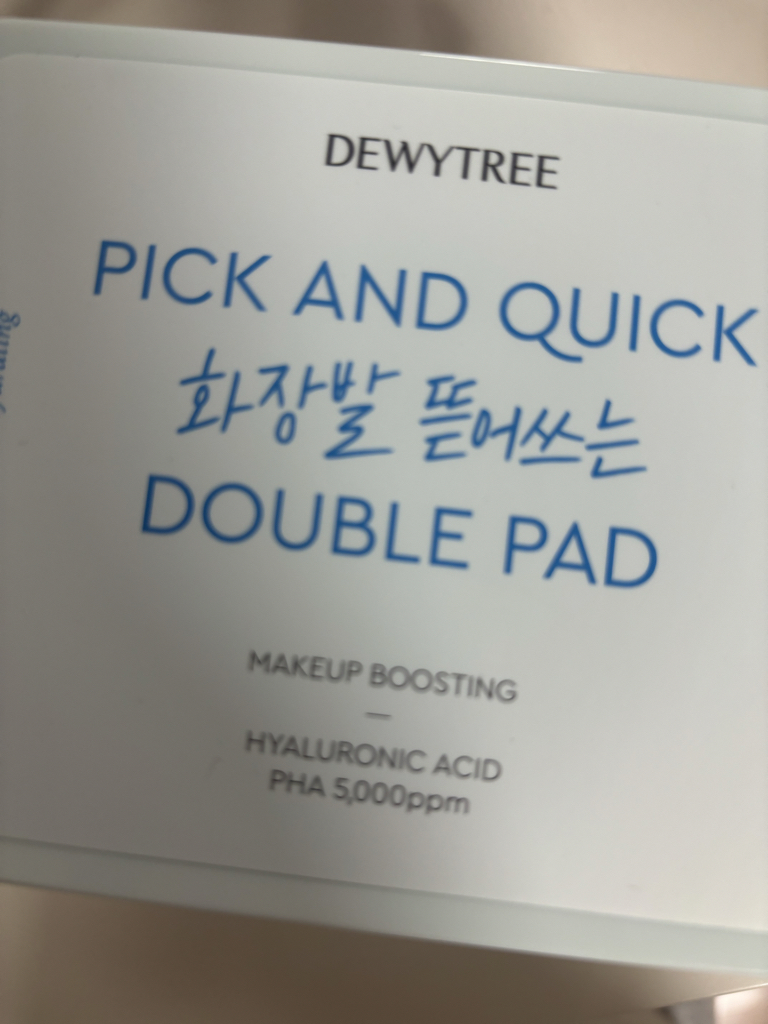 DEWYTREE
PICK AND QUICK
화장발 뜯어쓰는
DOUBLE PAD
MAKEUP BOOSTING
HYALURONIC ACID
PHA 5,000ppm